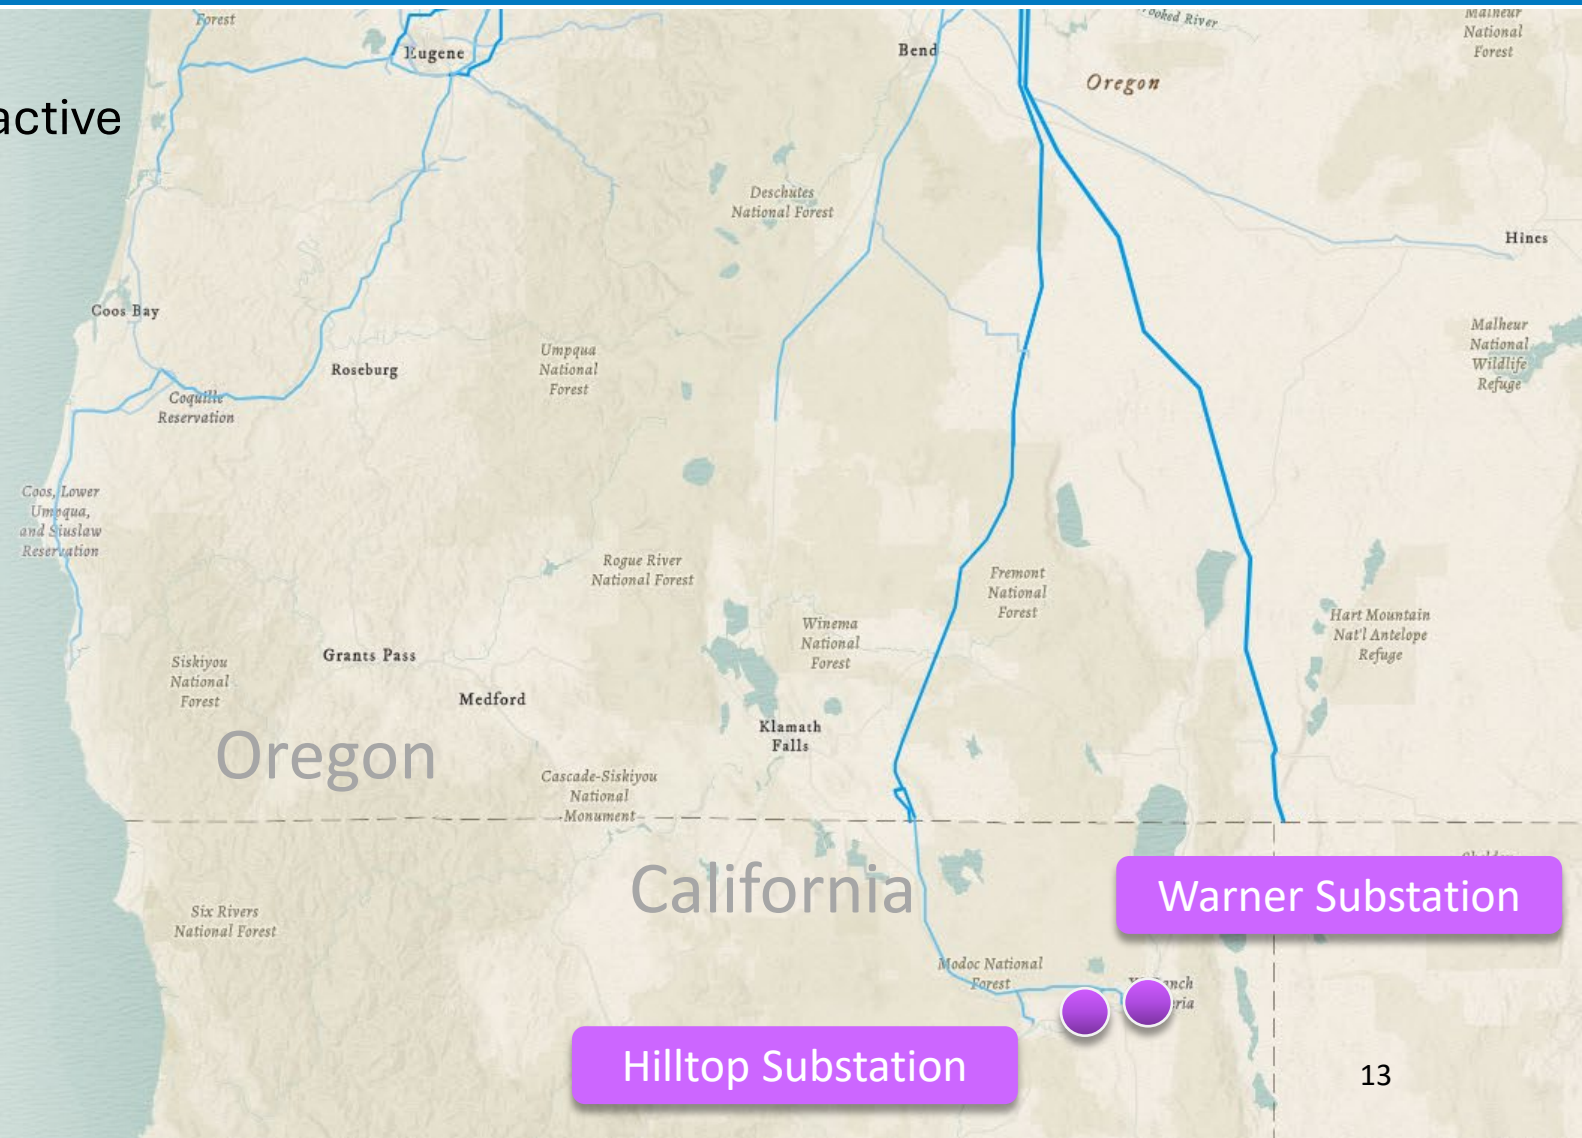 Forest
ooked River
Malheur
National
Forest
Eugene
Bend
Oregon
active
Deschutes
National Forest
Hines
Coos Bay
Malheur
National
Wildlife
Refuge
Umpqua
National
Forest
Roseburg
Coquille
Reservation
Coos, Lower
Umpqua,
and Siuslaw
Reservation
Rogue River
National Forest
Fremont
National
Forest
Winema
National
Forest
Hart Mountain
Nat'l Antelope
Refuge
Siskiyou
National
Forest
Grants Pass
Medford
Klamath
Falls
Oregon
Cascade-Siskiyou
National
Monument
California
Warner Substation
Six Rivers
National Forest
Modoc National
Forest
Hilltop Substation
13